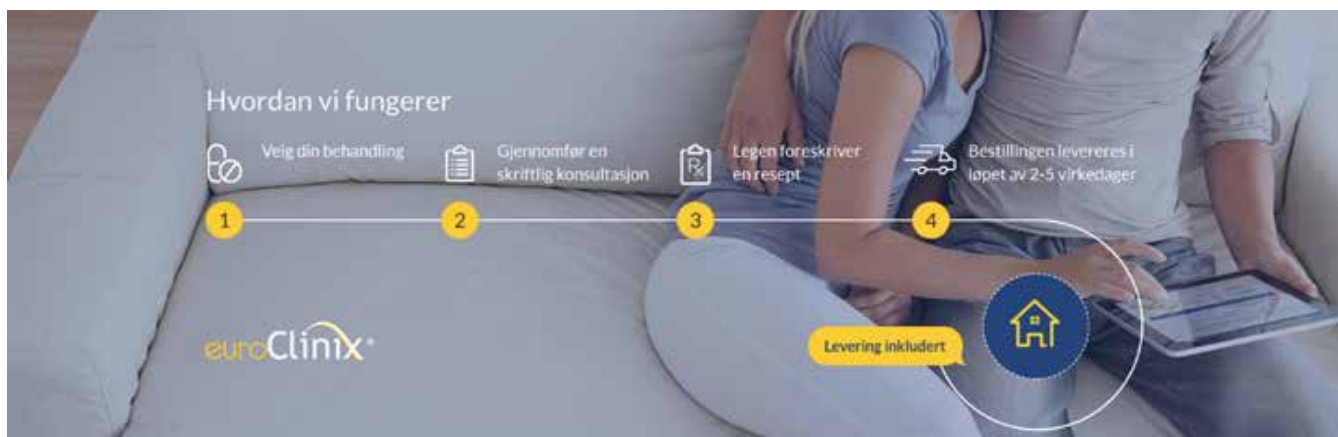 Hvordan vi fungerer
Velg din behandling
Gjennomfør en
skriftlig konsultasjon
Legen foreskriver
en resept
Bestillingen leveres i
løpet av 2-5 virkedager
1
2
3
4
euroClinix®
Levering inkludert